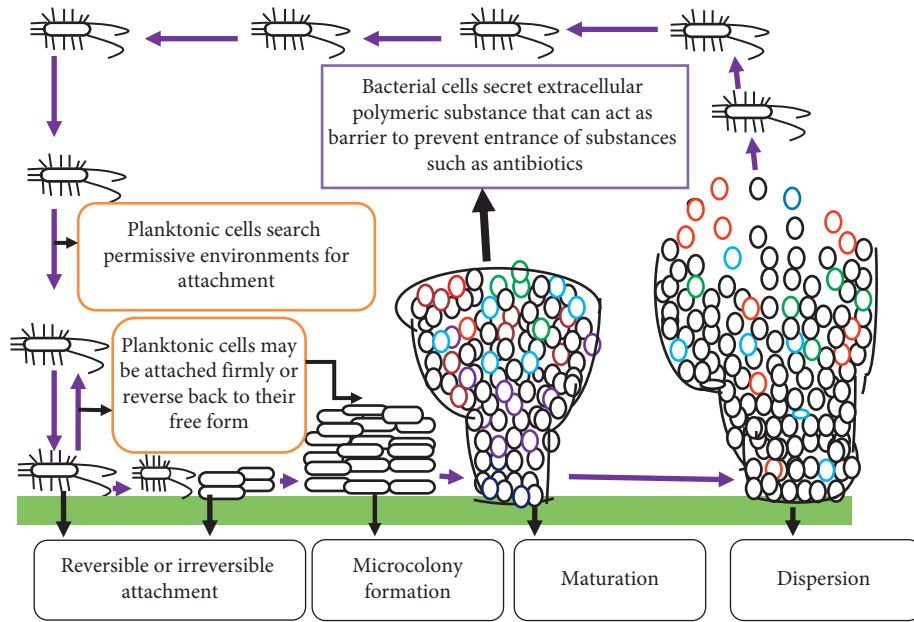 Bacterial cells secret extracellular
polymeric substance that can act as
barrier to prevent entrance of substances
such as antibiotics
Planktonic cells search
permissive environments for
attachment
Planktonic cells may
be attached firmly or
reverse back to their
free form
Reversible or irreversible
attachment
Microcolony
formation
Maturation
Dispersion